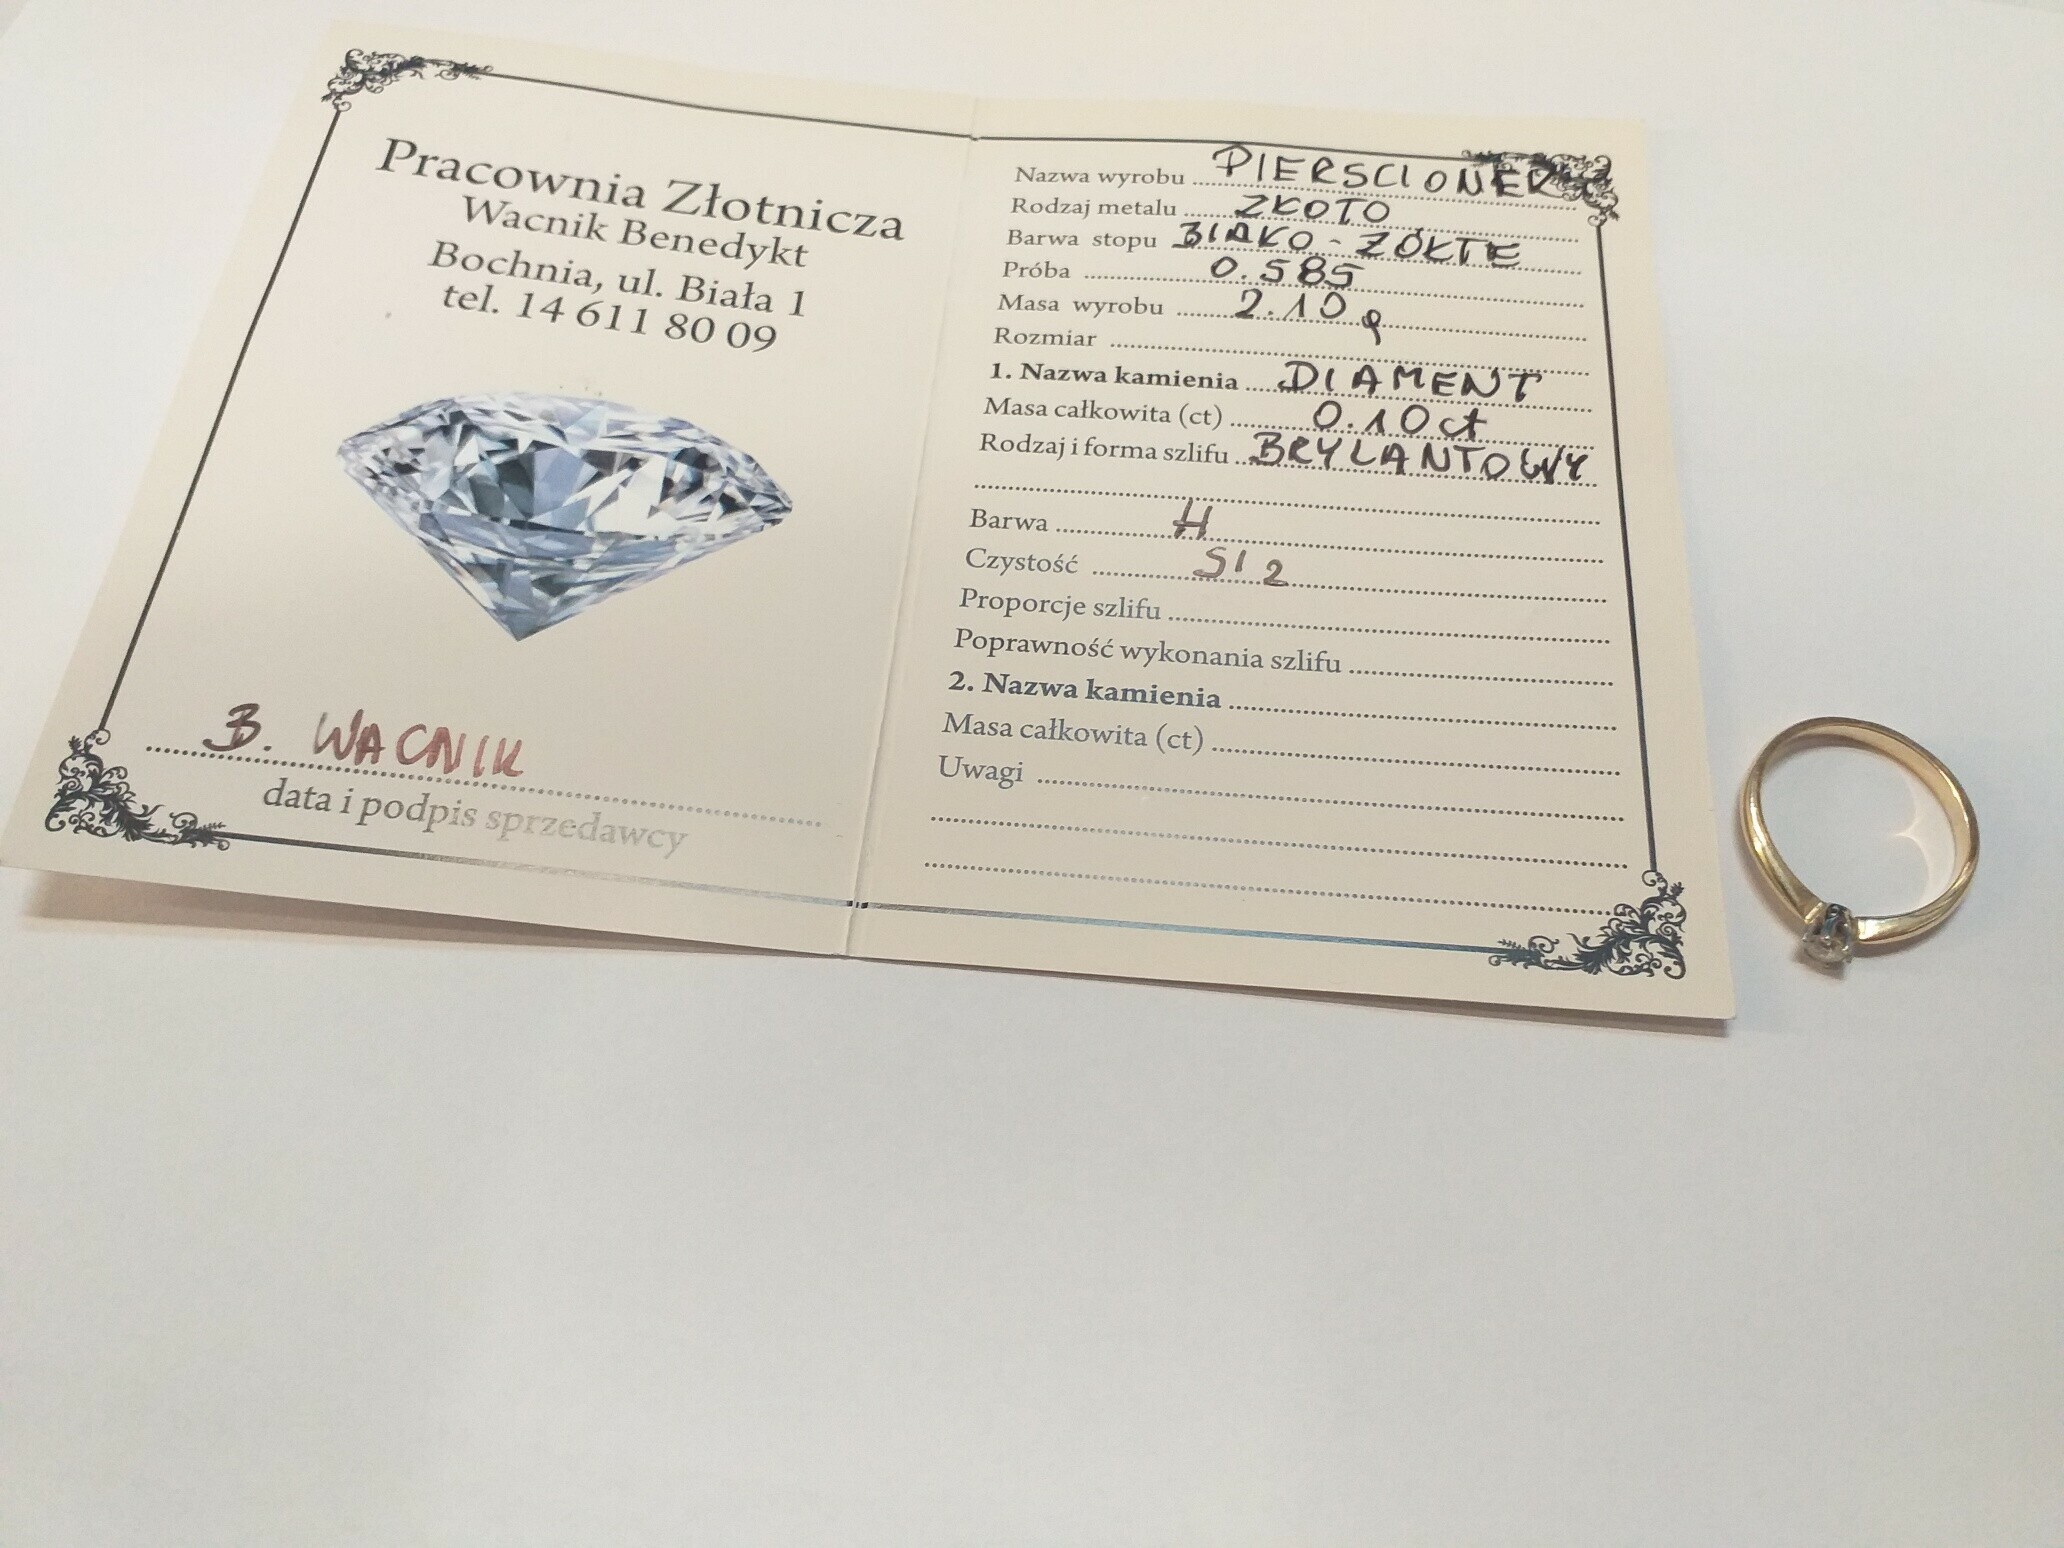 Pracownia Złotnicza
Wacnik Benedykt
Bochnia, ul. Biała 1
tel. 14 611 80 09
B. WACNIK
data i podpis sprzedawcy
Nazwa wyrobu PIERSCIONEK
Rodzaj metalu ZŁOTO
Barwa stopu BIAŁO-ZÓŁTE
Próba 0.585
Masa wyrobu 2.10 g
Rozmiar
1. Nazwa kamienia DIAMENT
Masa całkowita (ct) 0.10 ct
Rodzaj i forma szlifu BRYLANTOWY
Barwa H
Czystość SI 2
Proporcje szlifu
Poprawność wykonania szlifu
2. Nazwa kamienia
Masa całkowita (ct)
Uwagi